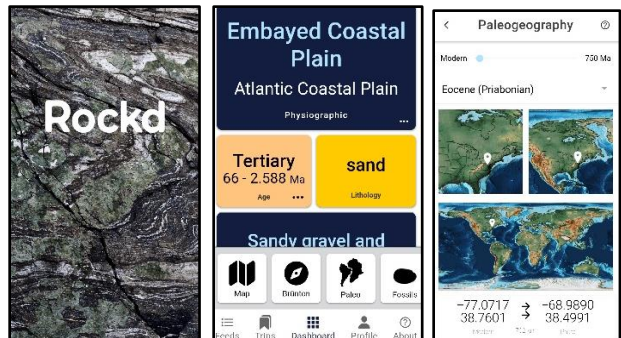 Rockd
Embayed Coastal
Plain
Atlantic Coastal Plain
Physiographic
Tertiary
66 - 2.588 Ma
Age
sand
Lithology
Sandy gravel and
Map
Brunton
Paleo
Fossils
Feeds
Trips
Dashboard
Profile
About
Paleogeography
Modern
750 Ma
Eocene (Priabonian)
-77.0717 → -68.9890
38.7601 38.4991
Modern